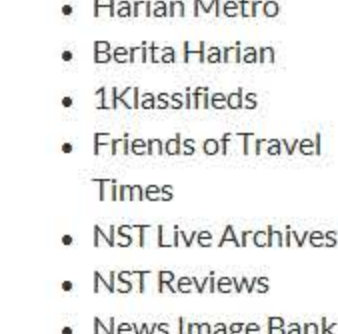 Harian Metro
Berita Harian
1Klassifieds
Friends of Travel
Times
NST Live Archives
NST Reviews
News Image Bank